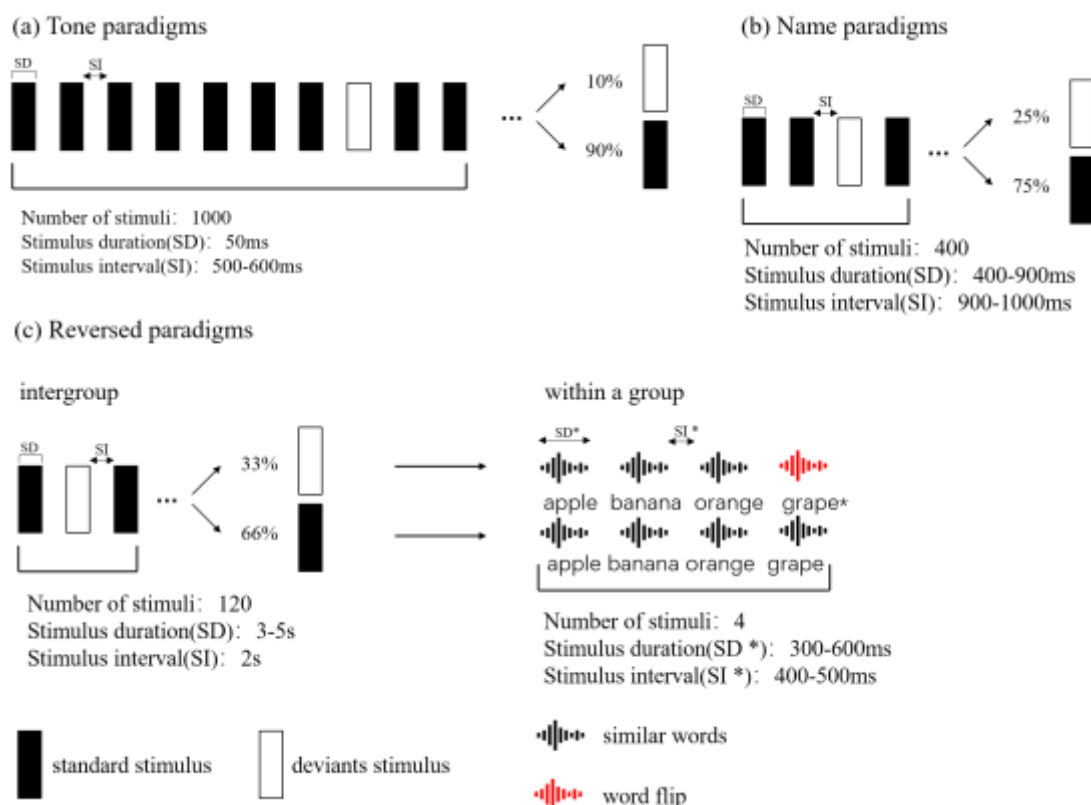 (a) Tone paradigms
SD
SI
...
10%
90%
Number of stimuli: 1000
Stimulus duration(SD): 50ms
Stimulus interval(SI): 500-600ms
(b) Name paradigms
SD
SI
...
25%
75%
Number of stimuli: 400
Stimulus duration(SD): 400-900ms
Stimulus interval(SI): 900-1000ms
(c) Reversed paradigms
intergroup
SD
SI
...
33%
66%
Number of stimuli: 120
Stimulus duration(SD): 3-5s
Stimulus interval(SI): 2s
within a group
SD*
SI *
apple banana orange grape*
apple banana orange grape
Number of stimuli: 4
Stimulus duration(SD *): 300-600ms
Stimulus interval(SI *): 400-500ms
standard stimulus
deviants stimulus
similar words
word flip